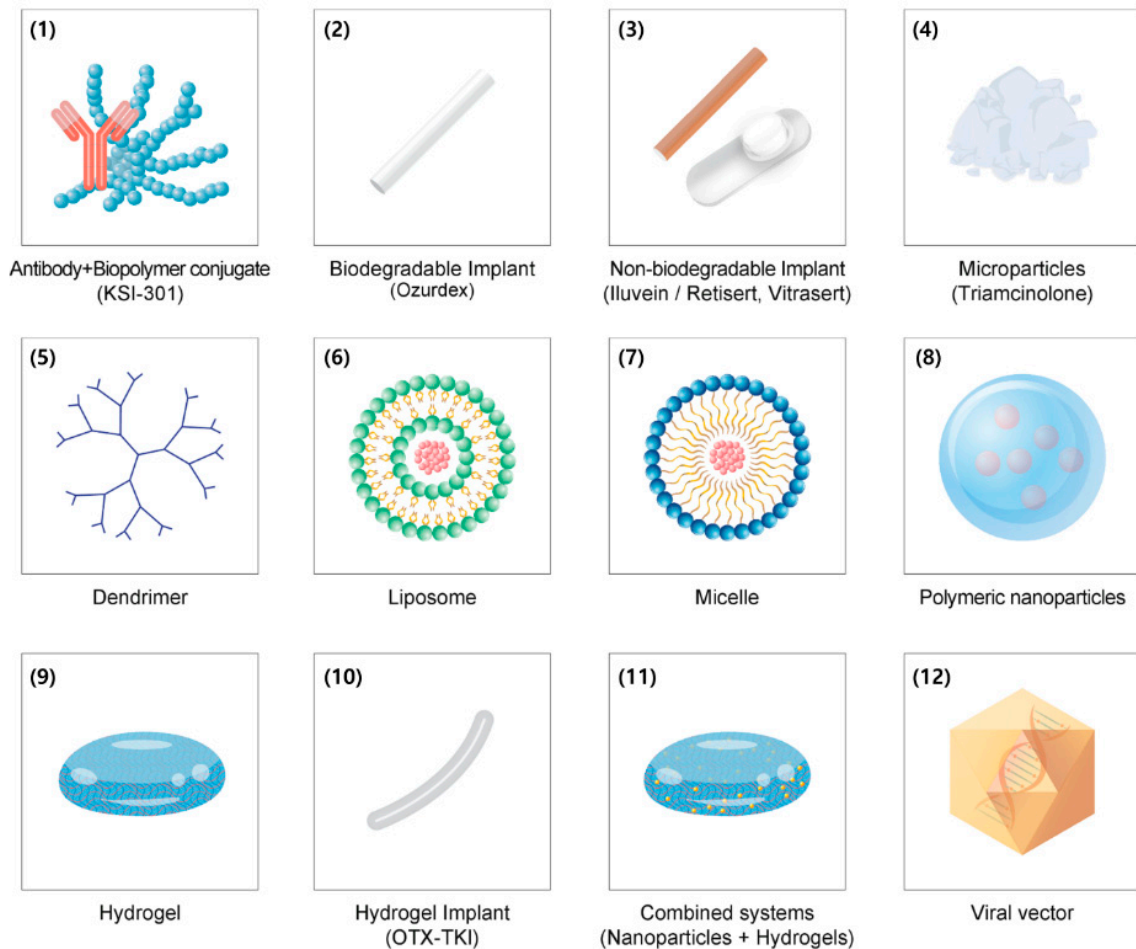 (1)
(2)
(3)
(4)
Antibody+Biopolymer conjugate
(KSI-301)
Biodegradable Implant
(Ozurdex)
Non-biodegradable Implant
(Iluvein / Retisert, Vitrasert)
Microparticles
(Triamcinolone)
(5)
(6)
(7)
(8)
Dendrimer
Liposome
Micelle
Polymeric nanoparticles
(9)
(10)
(11)
(12)
Hydrogel
Hydrogel Implant
(OTX-TKI)
Combined systems
(Nanoparticles + Hydrogels)
Viral vector